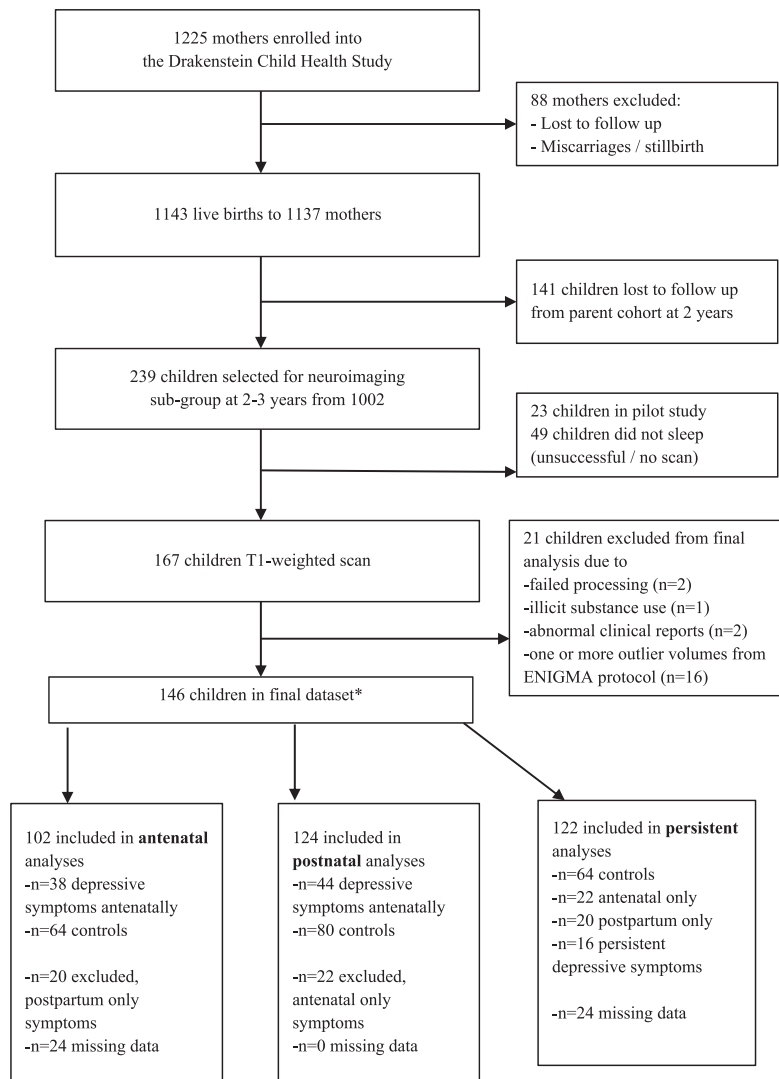 1225 mothers enrolled into
the Drakenstein Child Health Study
88 mothers excluded:
- Lost to follow up
- Miscarriages / stillbirth
1143 live births to 1137 mothers
141 children lost to follow up
from parent cohort at 2 years
239 children selected for neuroimaging
sub-group at 2-3 years from 1002
23 children in pilot study
49 children did not sleep
(unsuccessful / no scan)
167 children T1-weighted scan
21 children excluded from final
analysis due to
-failed processing (n=2)
-illicit substance use (n=1)
-abnormal clinical reports (n=2)
-one or more outlier volumes from
ENIGMA protocol (n=16)
146 children in final dataset*
102 included in antenatal
analyses
-n=38 depressive
symptoms antenatally
-n=64 controls
-n=20 excluded,
postpartum only
symptoms
-n=24 missing data
124 included in
postnatal analyses
-n=44 depressive
symptoms antenatally
-n=80 controls
-n=22 excluded,
antenatal only
symptoms
-n=0 missing data
122 included in persistent
analyses
-n=64 controls
-n=22 antenatal only
-n=20 postpartum only
-n=16 persistent
depressive symptoms
-n=24 missing data